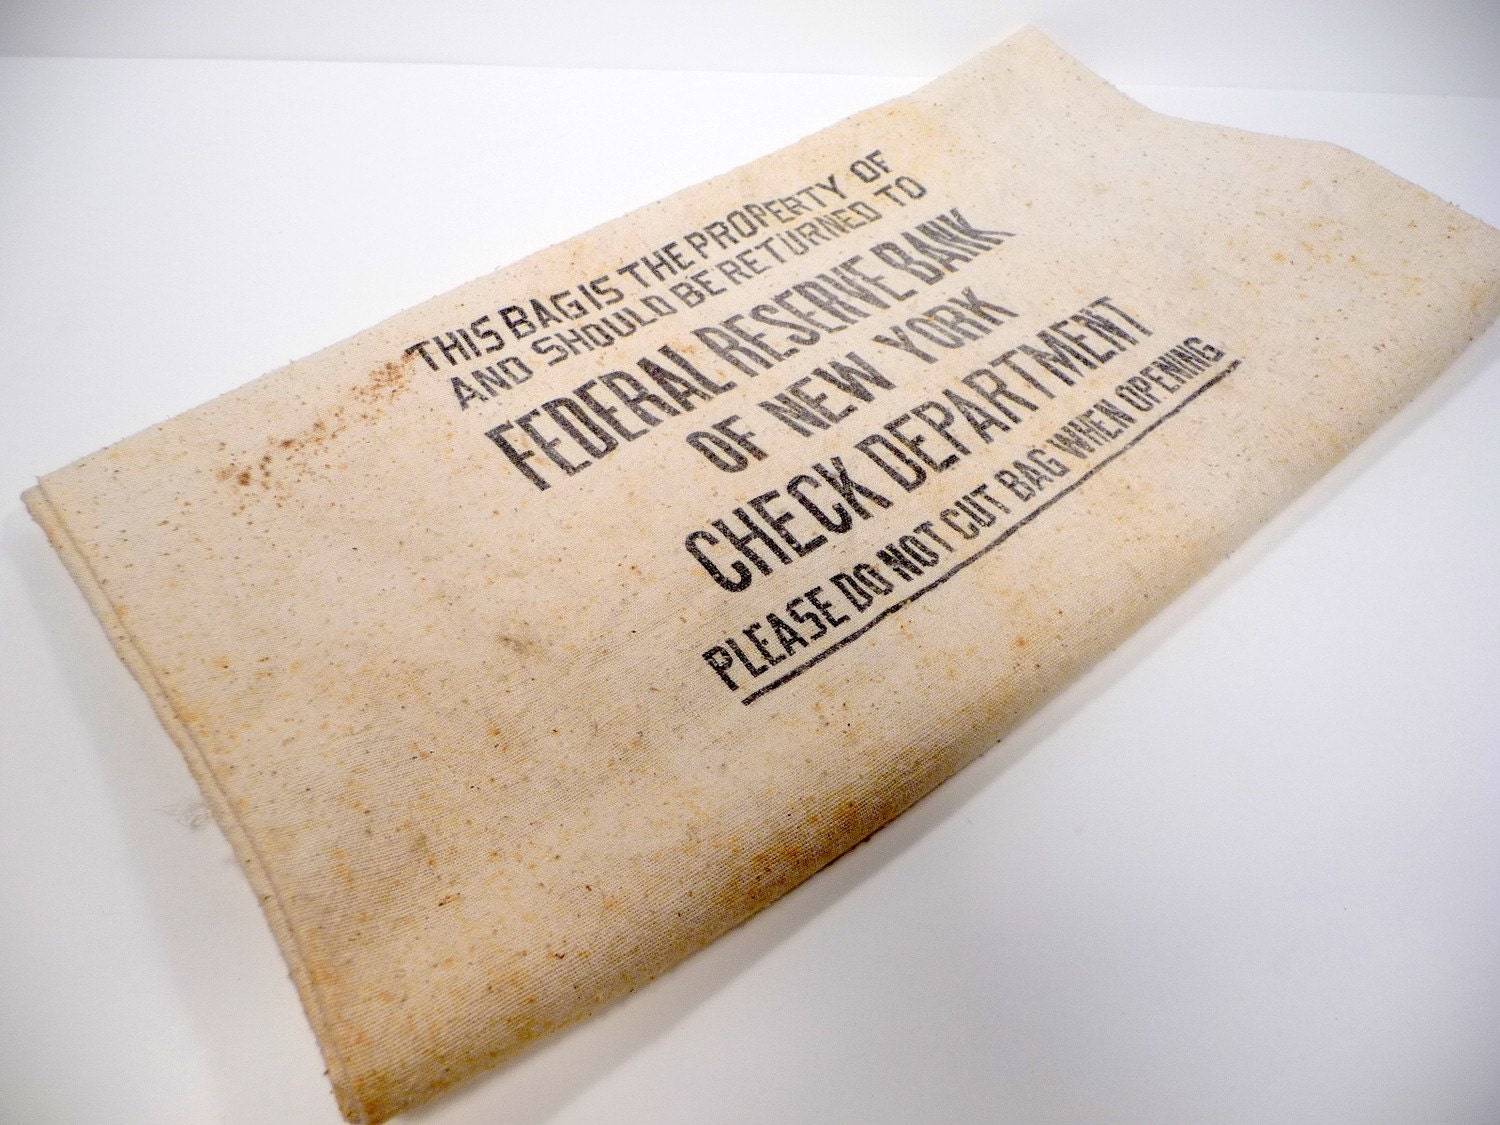 THIS BAG IS THE PROPERTY OF
AND SHOULD BE RETURNED TO
FEDERAL RESERVE BANK
OF NEW YORK
CHECK DEPARTMENT
PLEASE DO NOT CUT BAG WHEN OPENING